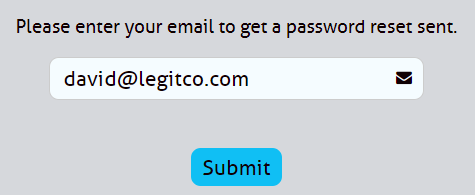 Please enter your email to get a password reset sent.
david@legitco.com
Submit